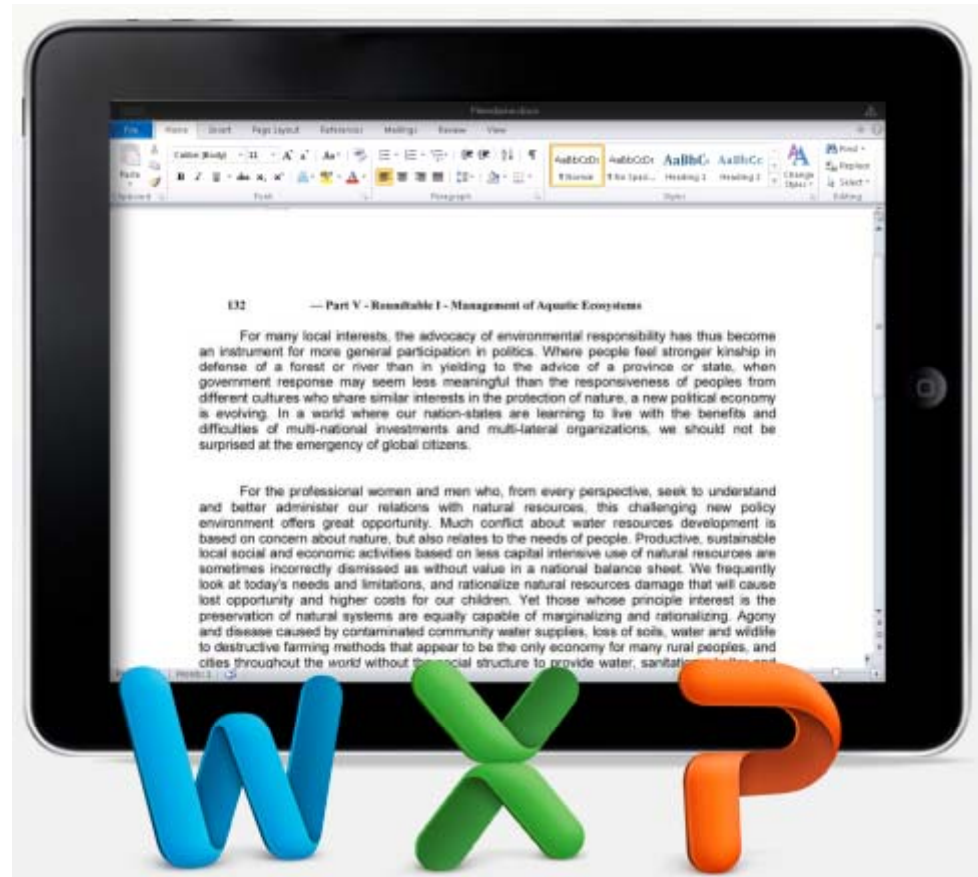 File Home Insert Page Layout References Mailings Review View
Calibri (Body) 11 Aa AaBbCcDc AaBbCcDc AaBbC AaBbCc Find
Paste B I U abc Change Replace
¶ Normal ¶ No Spaci... Heading 1 Heading 2 Styles Select
Font Paragraph Styles Editing
132 — Part V - Roundtable I - Management of Aquatic Ecosystems
For many local interests, the advocacy of environmental responsibility has thus become
an instrument for more general participation in politics. Where people feel stronger kinship in
defense of a forest or river than in yielding to the advice of a province or state, when
government response may seem less meaningful than the responsiveness of peoples from
different cultures who share similar interests in the protection of nature, a new political economy
is evolving. In a world where our nation-states are learning to live with the benefits and
difficulties of multi-national investments and multi-lateral organizations, we should not be
surprised at the emergency of global citizens.
For the professional women and men who, from every perspective, seek to understand
and better administer our relations with natural resources, this challenging new policy
environment offers great opportunity. Much conflict about water resources development is
based on concern about nature, but also relates to the needs of people. Productive, sustainable
local social and economic activities based on less capital intensive use of natural resources are
sometimes incorrectly dismissed as without value in a national balance sheet. We frequently
look at today's needs and limitations, and rationalize natural resources damage that will cause
lost opportunity and higher costs for our children. Yet those whose principle interest is the
preservation of natural systems are equally capable of marginalizing and rationalizing. Agony
and disease caused by contaminated community water supplies, loss of soils, water and wildlife
to destructive farming methods that appear to be the only economy for many rural peoples, and
cities throughout the world without the social structure to provide water, sanitation
W X P